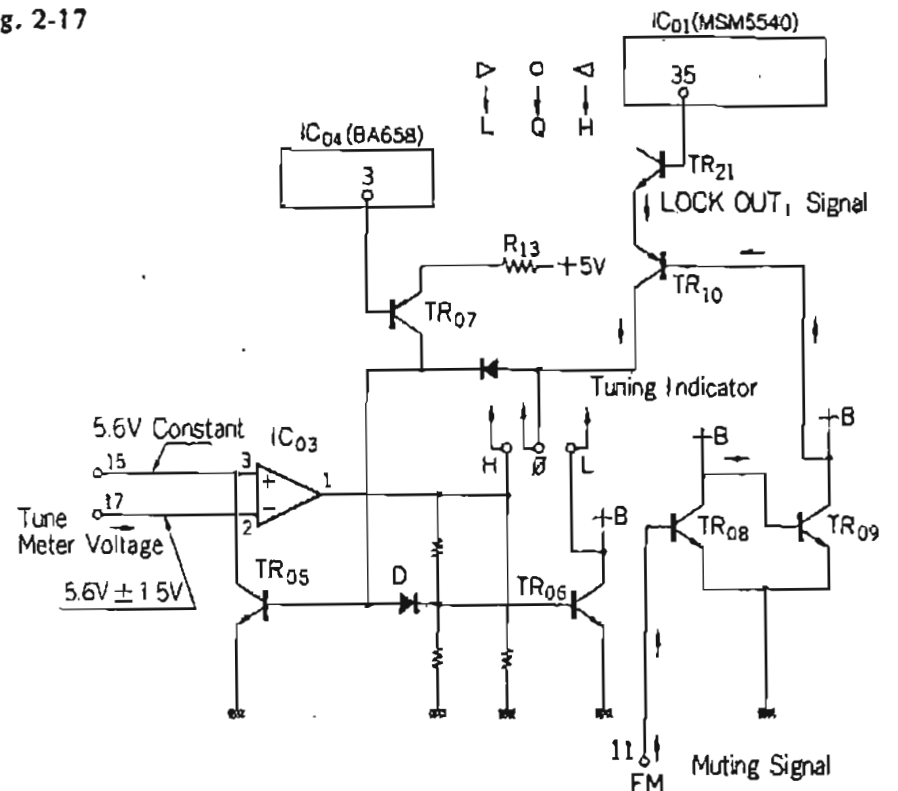 g. 2-17
IC01(MSM5540)
35
L Q H
IC04(BA658)
3
TR21
LOCK OUT1 Signal
R13
+5V
TR10
TR07
Tuning Indicator
5.6V Constant
IC03
15
3
+
1
H Ø L
+B
+B
17
−
2
Tune
Meter Voltage
+B
TR08
TR09
5.6V ± 1 5V
TR05
D
TR06
11
FM
Muting Signal